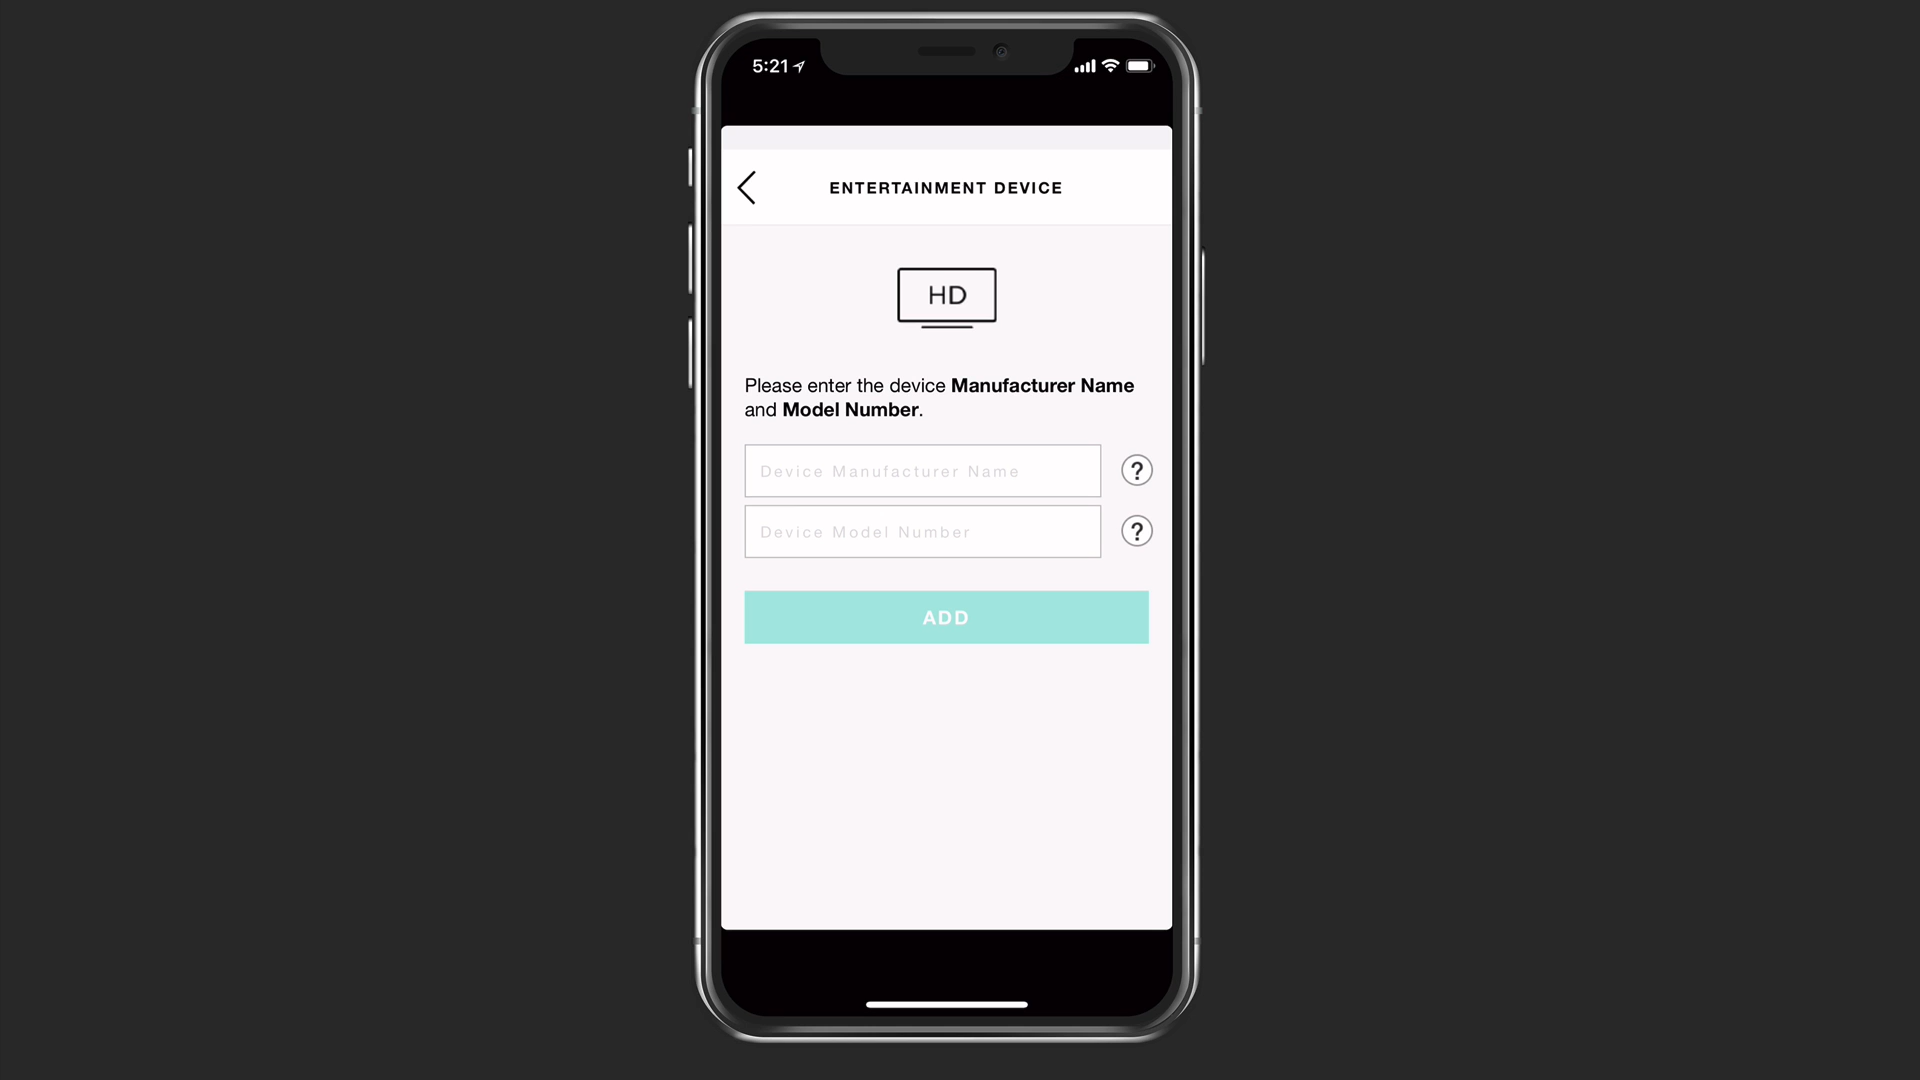 5:21
ENTERTAINMENT DEVICE
HD
Please enter the device Manufacturer Name
and Model Number.
Device Manufacturer Name
?
Device Model Number
?
ADD